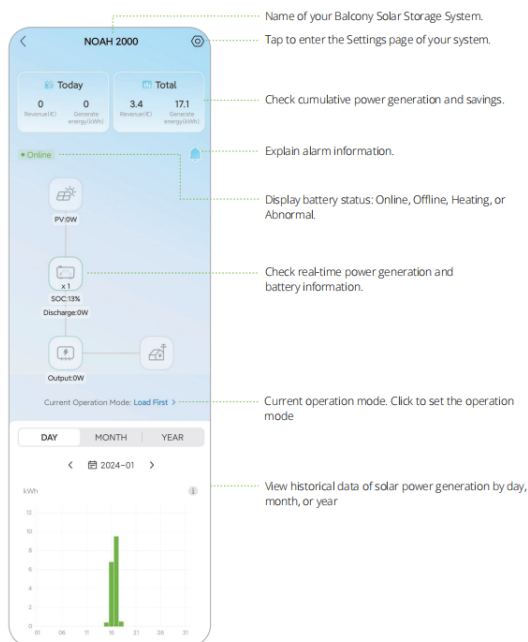 Name of your Balcony Solar Storage System.
NOAH 2000
Tap to enter the Settings page of your system.
Today
Total
0
0
3.4
17.1
Revenue(€)
Generate
energy(kWh)
Revenue(€)
Generate
energy(kWh)
Check cumulative power generation and savings.
Online
Explain alarm information.
Display battery status: Online, Offline, Heating, or
Abnormal.
PV:0W
Check real-time power generation and
battery information.
x 1
SOC:13%
Discharge:0W
Output:0W
Current Operation Mode: Load First >
Current operation mode. Click to set the operation
mode
DAY
MONTH
YEAR
< 2024-01 >
View historical data of solar power generation by day,
month, or year
kWh
i
12
10
8
6
4
2
0
01 06 11 16 21 26 31